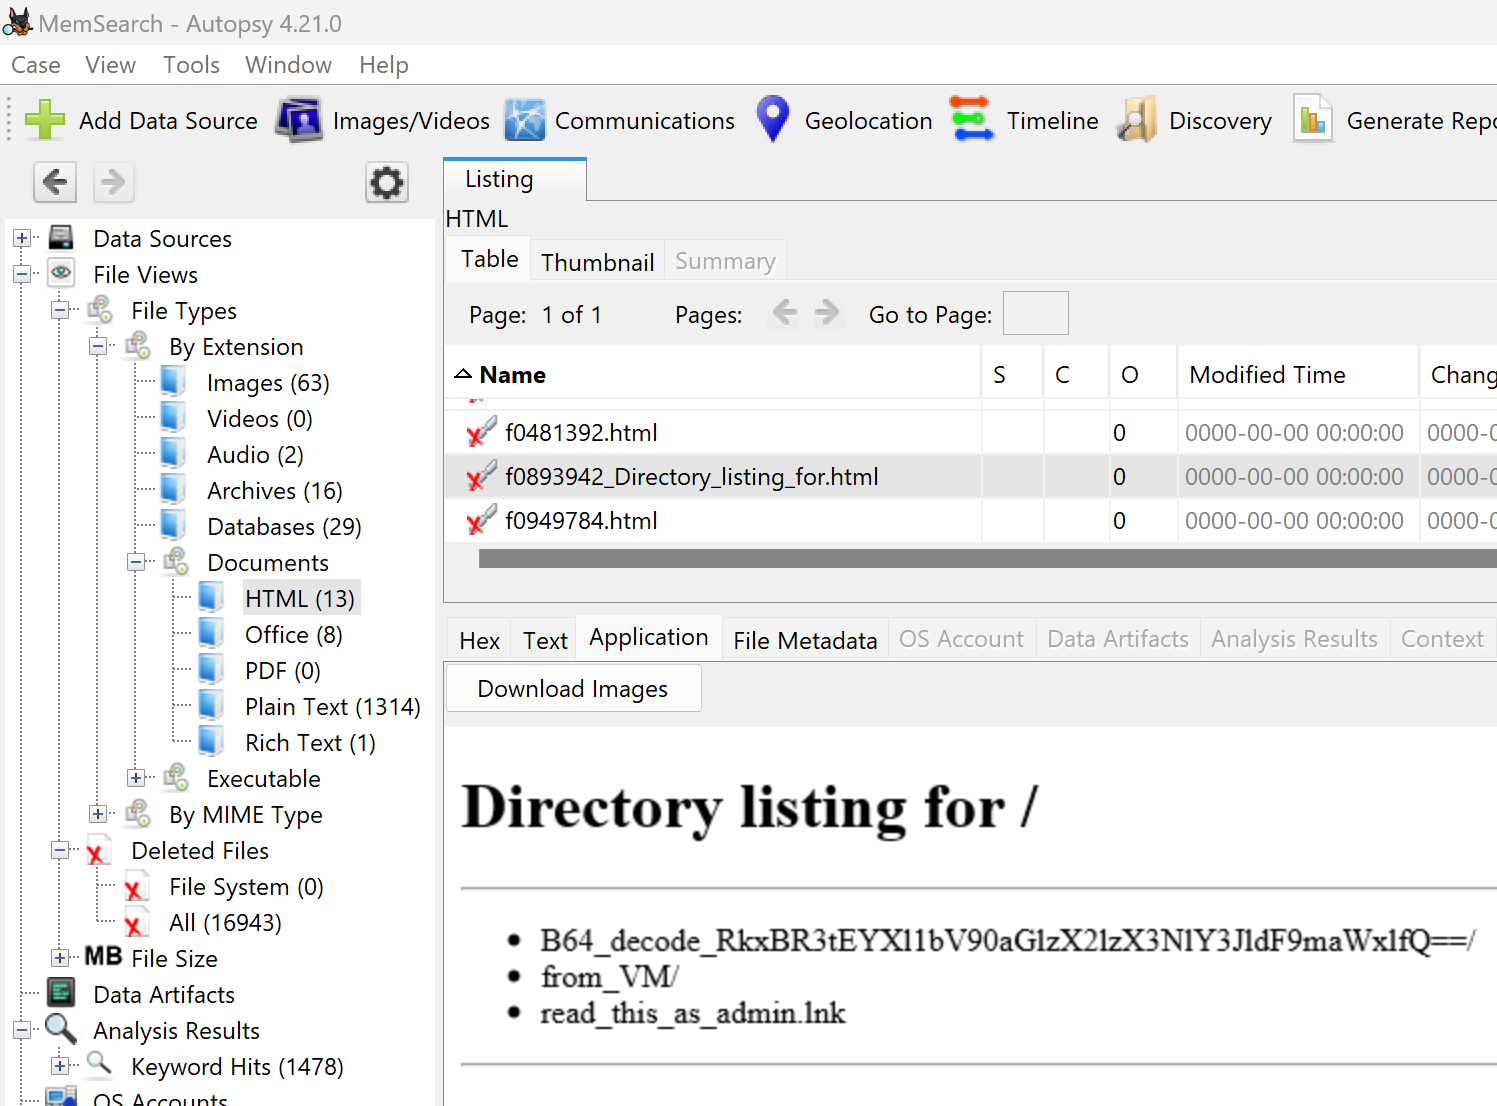 MemSearch - Autopsy 4.21.0
Case View Tools Window Help
Add Data Source Images/Videos Communications Geolocation Timeline Discovery Generate Repo
Listing
HTML
Table Thumbnail Summary
Page: 1 of 1 Pages: Go to Page:
Name S C O Modified Time Chang
f0481392.html 0 0000-00-00 00:00:00 0000-0
f0893942_Directory_listing_for.html 0 0000-00-00 00:00:00 0000-0
f0949784.html 0 0000-00-00 00:00:00 0000-0
Data Sources
File Views
File Types
By Extension
Images (63)
Videos (0)
Audio (2)
Archives (16)
Databases (29)
Documents
HTML (13)
Office (8)
PDF (0)
Plain Text (1314)
Rich Text (1)
Executable
By MIME Type
Deleted Files
File System (0)
All (16943)
MB File Size
Data Artifacts
Analysis Results
Keyword Hits (1478)
OS Accounts
Hex Text Application File Metadata OS Account Data Artifacts Analysis Results Context
Download Images
Directory listing for /
B64_decode_RkxBR3tEYXl1bV90aGlzX2lzX3NlY3JldF9maWxlfQ==/
from_VM/
read_this_as_admin.lnk